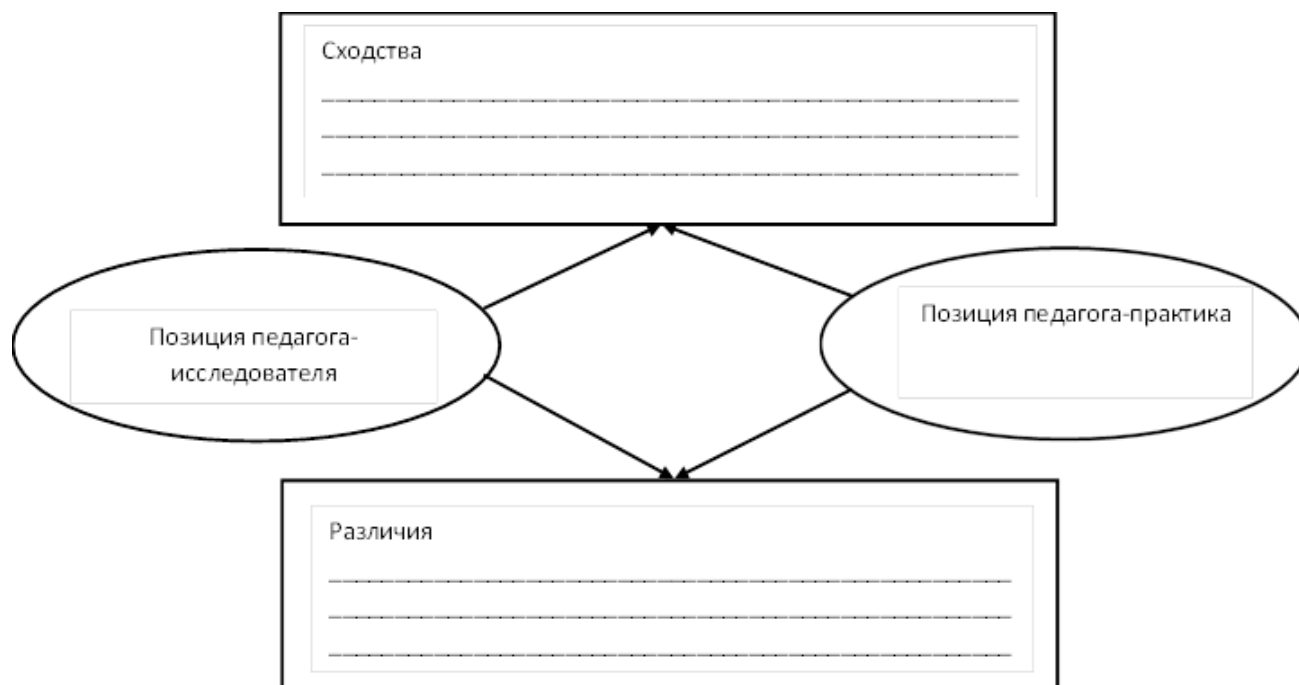 Сходства
Позиция педагога-
исследователя
Позиция педагога-практика
Различия